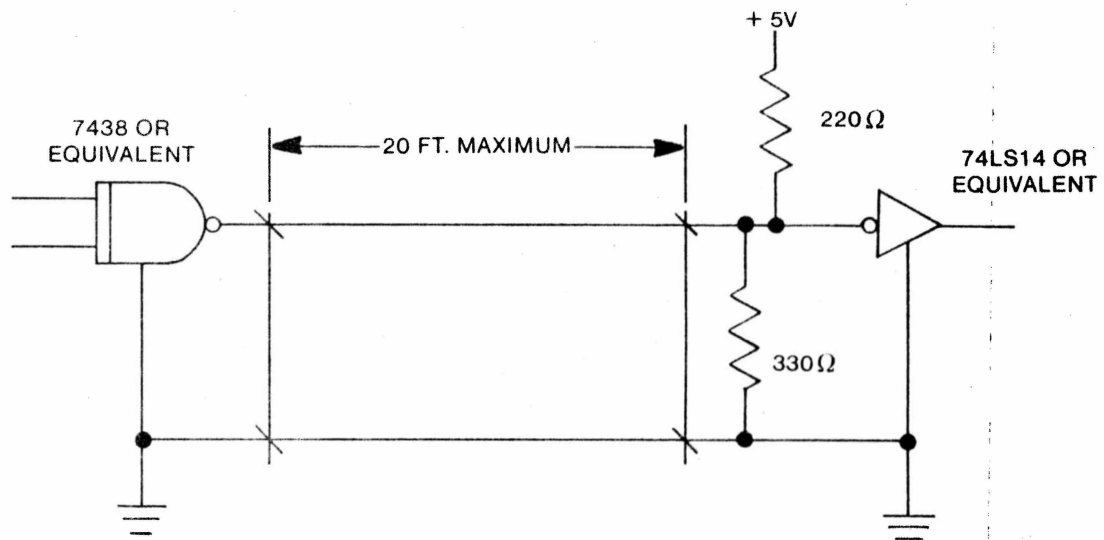 + 5V
220Ω
7438 OR
EQUIVALENT
20 FT. MAXIMUM
74LS14 OR
EQUIVALENT
330Ω